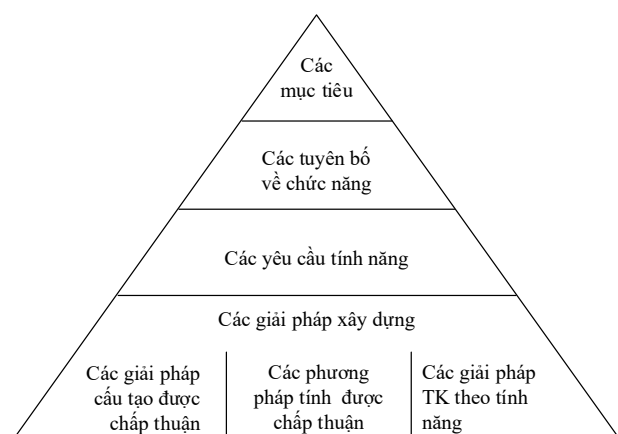 Các
mục tiêu
Các tuyên bố
về chức năng
Các yêu cầu tính năng
Các giải pháp xây dựng
Các giải pháp
cấu tạo được
chấp thuận
Các phương
pháp tính được
chấp thuận
Các giải pháp
TK theo tính
năng